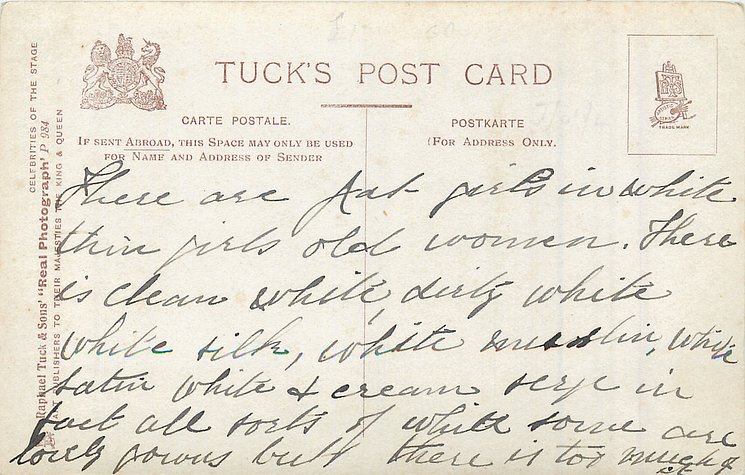 TUCK'S POST CARD
CARTE POSTALE.
IF SENT ABROAD, THIS SPACE MAY ONLY BE USED
FOR NAME AND ADDRESS OF SENDER
POSTKARTE
(FOR ADDRESS ONLY.
TRADE MARK
CELEBRITIES OF THE STAGE
Raphael Tuck & Sons' "Real Photograph" P 984
ART PUBLISHERS TO THEIR MAJESTIES THE KING & QUEEN
There are fat girls in white
thin girls old women. There
is clean white, dirty white
white silk, white muslin, white
satin white & cream serge in
fact all sorts of white some are
lovely gowns but there is too much of
it